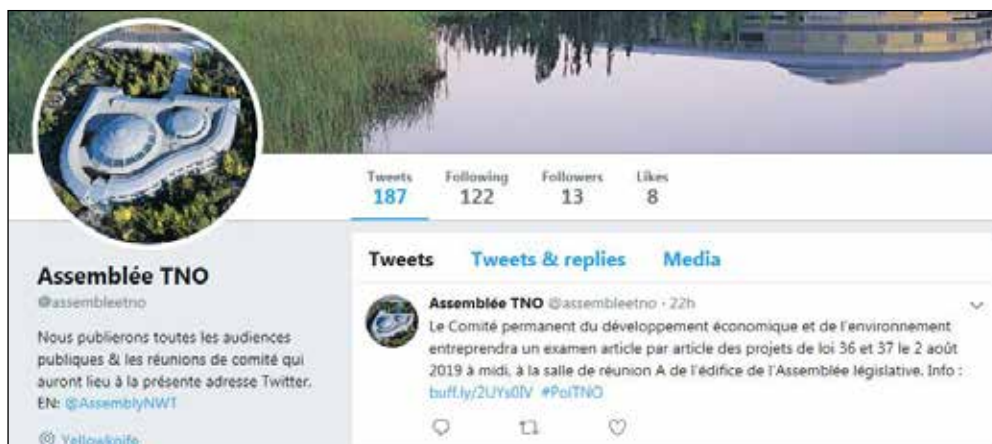 Tweets Following Followers Likes
187 122 13 8
Assemblée TNO
@assembleetno
Nous publierons toutes les audiences
publiques & les réunions de comité qui
auront lieu à la présente adresse Twitter.
EN: @AssemblyNWT
Yellowknife
Tweets Tweets & replies Media
Assemblée TNO @assembleetno · 22h
Le Comité permanent du développement économique et de l'environnement
entreprendra un examen article par article des projets de loi 36 et 37 le 2 août
2019 à midi, à la salle de réunion A de l'édifice de l'Assemblée législative. Info :
buff.ly/2UYs0IV #PolTNO